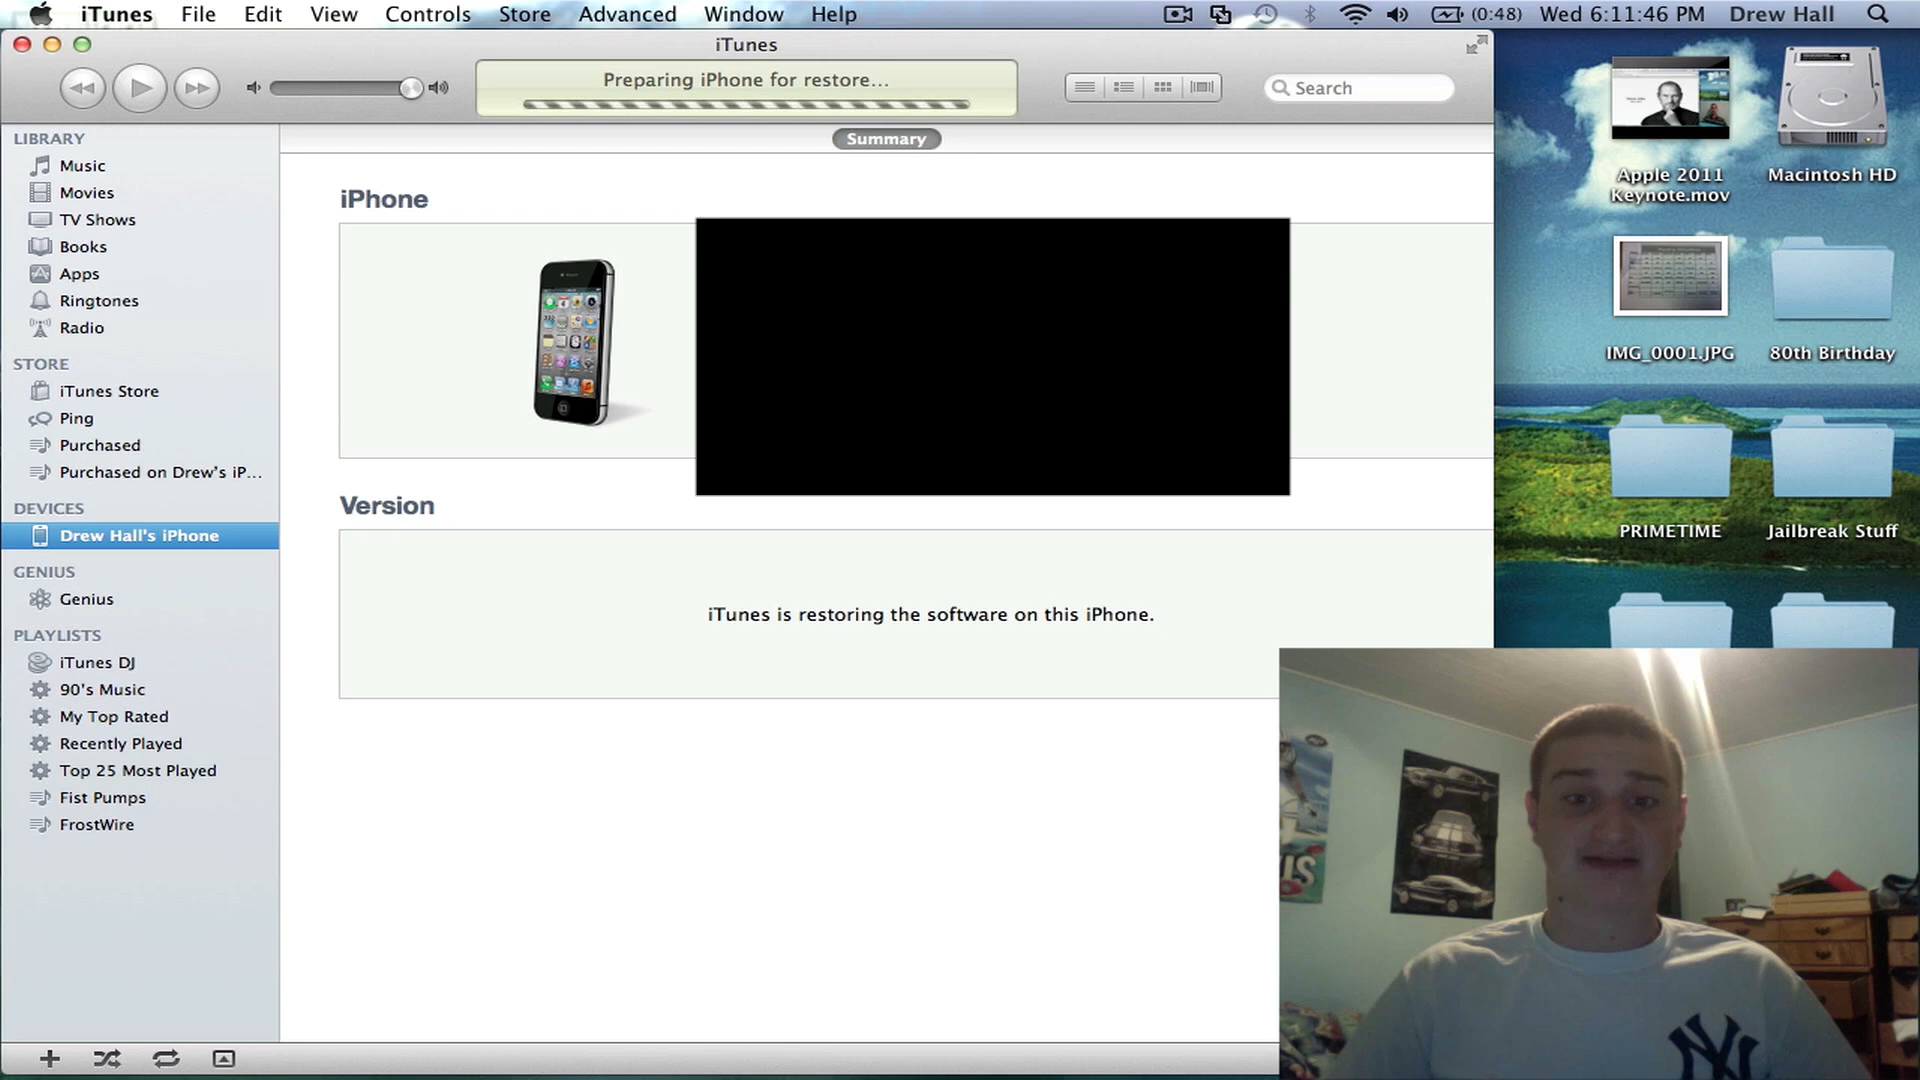 iTunes File Edit View Controls Store Advanced Window Help
(0:48) Wed 6:11:46 PM Drew Hall
iTunes
Preparing iPhone for restore...
Search
Summary
LIBRARY
Music
Movies
TV Shows
Books
Apps
Ringtones
Radio
STORE
iTunes Store
Ping
Purchased
Purchased on Drew's iP...
DEVICES
Drew Hall's iPhone
GENIUS
Genius
PLAYLISTS
iTunes DJ
90's Music
My Top Rated
Recently Played
Top 25 Most Played
Fist Pumps
FrostWire
iPhone
Version
iTunes is restoring the software on this iPhone.
Apple 2011
Keynote.mov
Macintosh HD
IMG_0001.JPG
80th Birthday
PRIMETIME
Jailbreak Stuff
NY